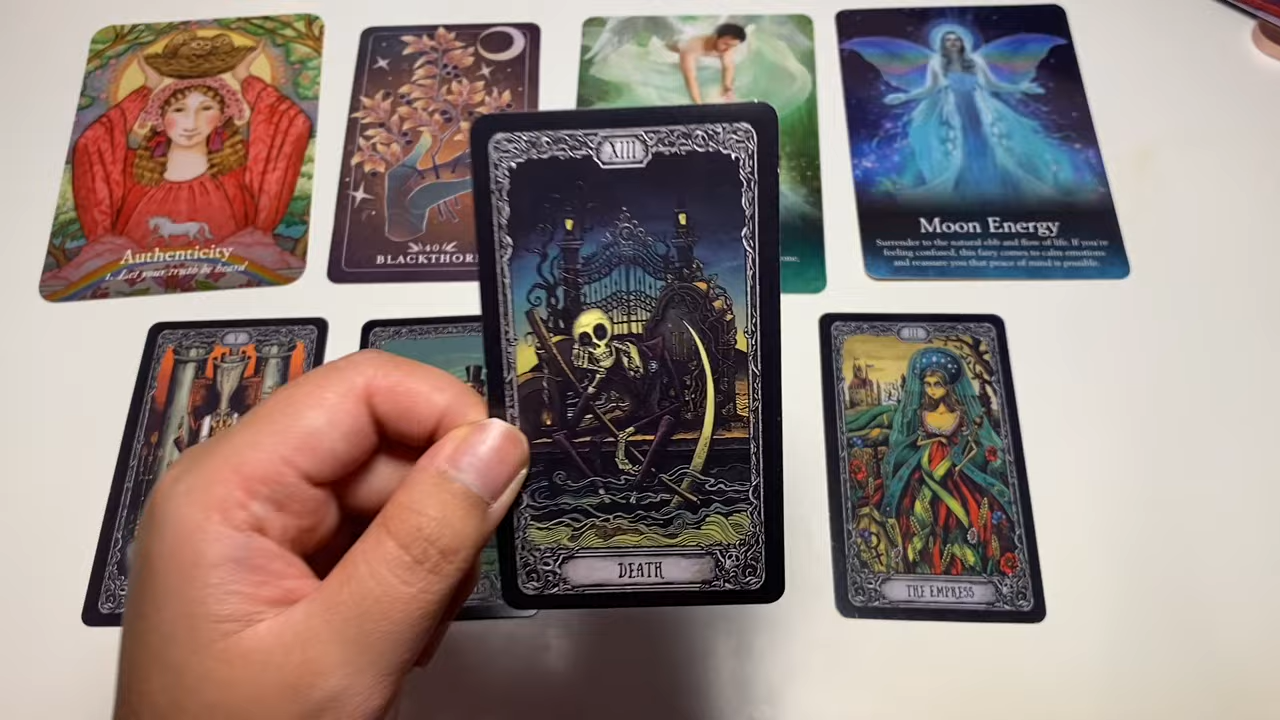 Authenticity
1. Let your truth be heard
40
BLACKTHORN
one,
Moon Energy
Surrender to the natural ebb and flow of life. If you're
feeling confused, this fairy comes to calm emotions
and reassure you that peace of mind is possible.
XIII
DEATH
V
III
THE EMPRESS